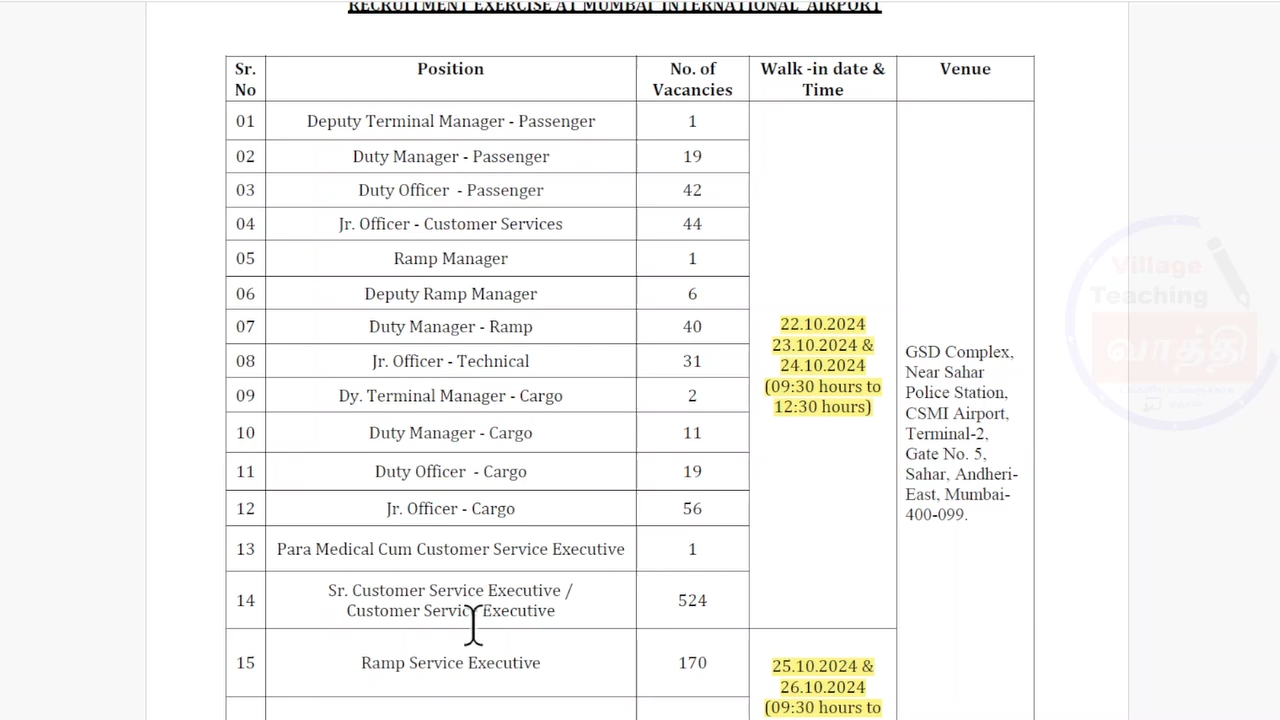 RECRUITMENT EXERCISE AT MUMBAI INTERNATIONAL AIRPORT
Sr. No Position No. of Vacancies Walk -in date & Time Venue
01 Deputy Terminal Manager - Passenger 1
02 Duty Manager - Passenger 19
03 Duty Officer - Passenger 42
04 Jr. Officer - Customer Services 44
05 Ramp Manager 1
06 Deputy Ramp Manager 6
07 Duty Manager - Ramp 40
08 Jr. Officer - Technical 31
09 Dy. Terminal Manager - Cargo 2
10 Duty Manager - Cargo 11
11 Duty Officer - Cargo 19
12 Jr. Officer - Cargo 56
13 Para Medical Cum Customer Service Executive 1
14 Sr. Customer Service Executive / Customer Service Executive 524
15 Ramp Service Executive 170
22.10.2024
23.10.2024 &
24.10.2024
(09:30 hours to
12:30 hours)
25.10.2024 &
26.10.2024
(09:30 hours to
GSD Complex,
Near Sahar
Police Station,
CSMI Airport,
Terminal-2,
Gate No. 5,
Sahar, Andheri-
East, Mumbai-
400-099.
Village
Teaching
வாத்தி